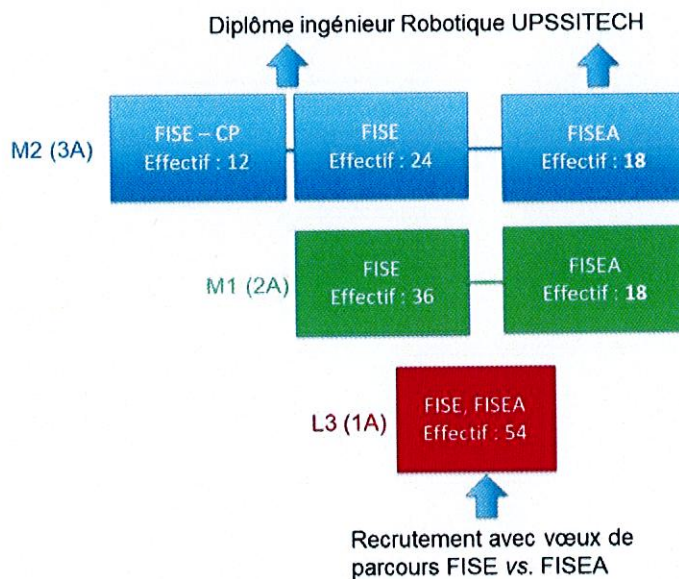 Diplôme ingénieur Robotique UPSSITECH
M2 (3A)
FISE – CP
Effectif : 12
FISE
Effectif : 24
FISEA
Effectif : 18
M1 (2A)
FISE
Effectif : 36
FISEA
Effectif : 18
L3 (1A)
FISE, FISEA
Effectif : 54
Recrutement avec vœux de
parcours FISE vs. FISEA